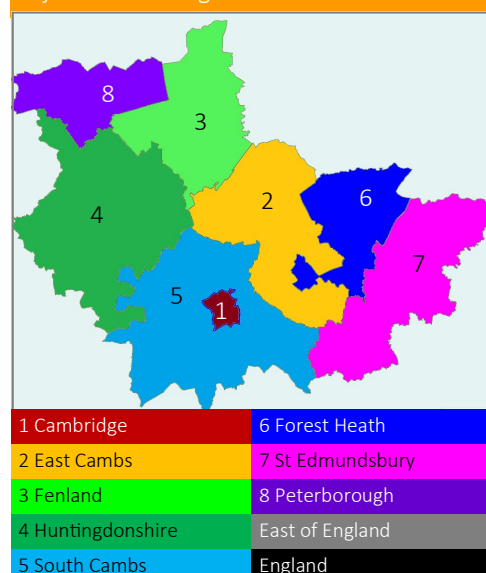 8
3
2
6
4
7
5
1
1 Cambridge
6 Forest Heath
2 East Cambs
7 St Edmundsbury
3 Fenland
8 Peterborough
4 Huntingdonshire
East of England
5 South Cambs
England